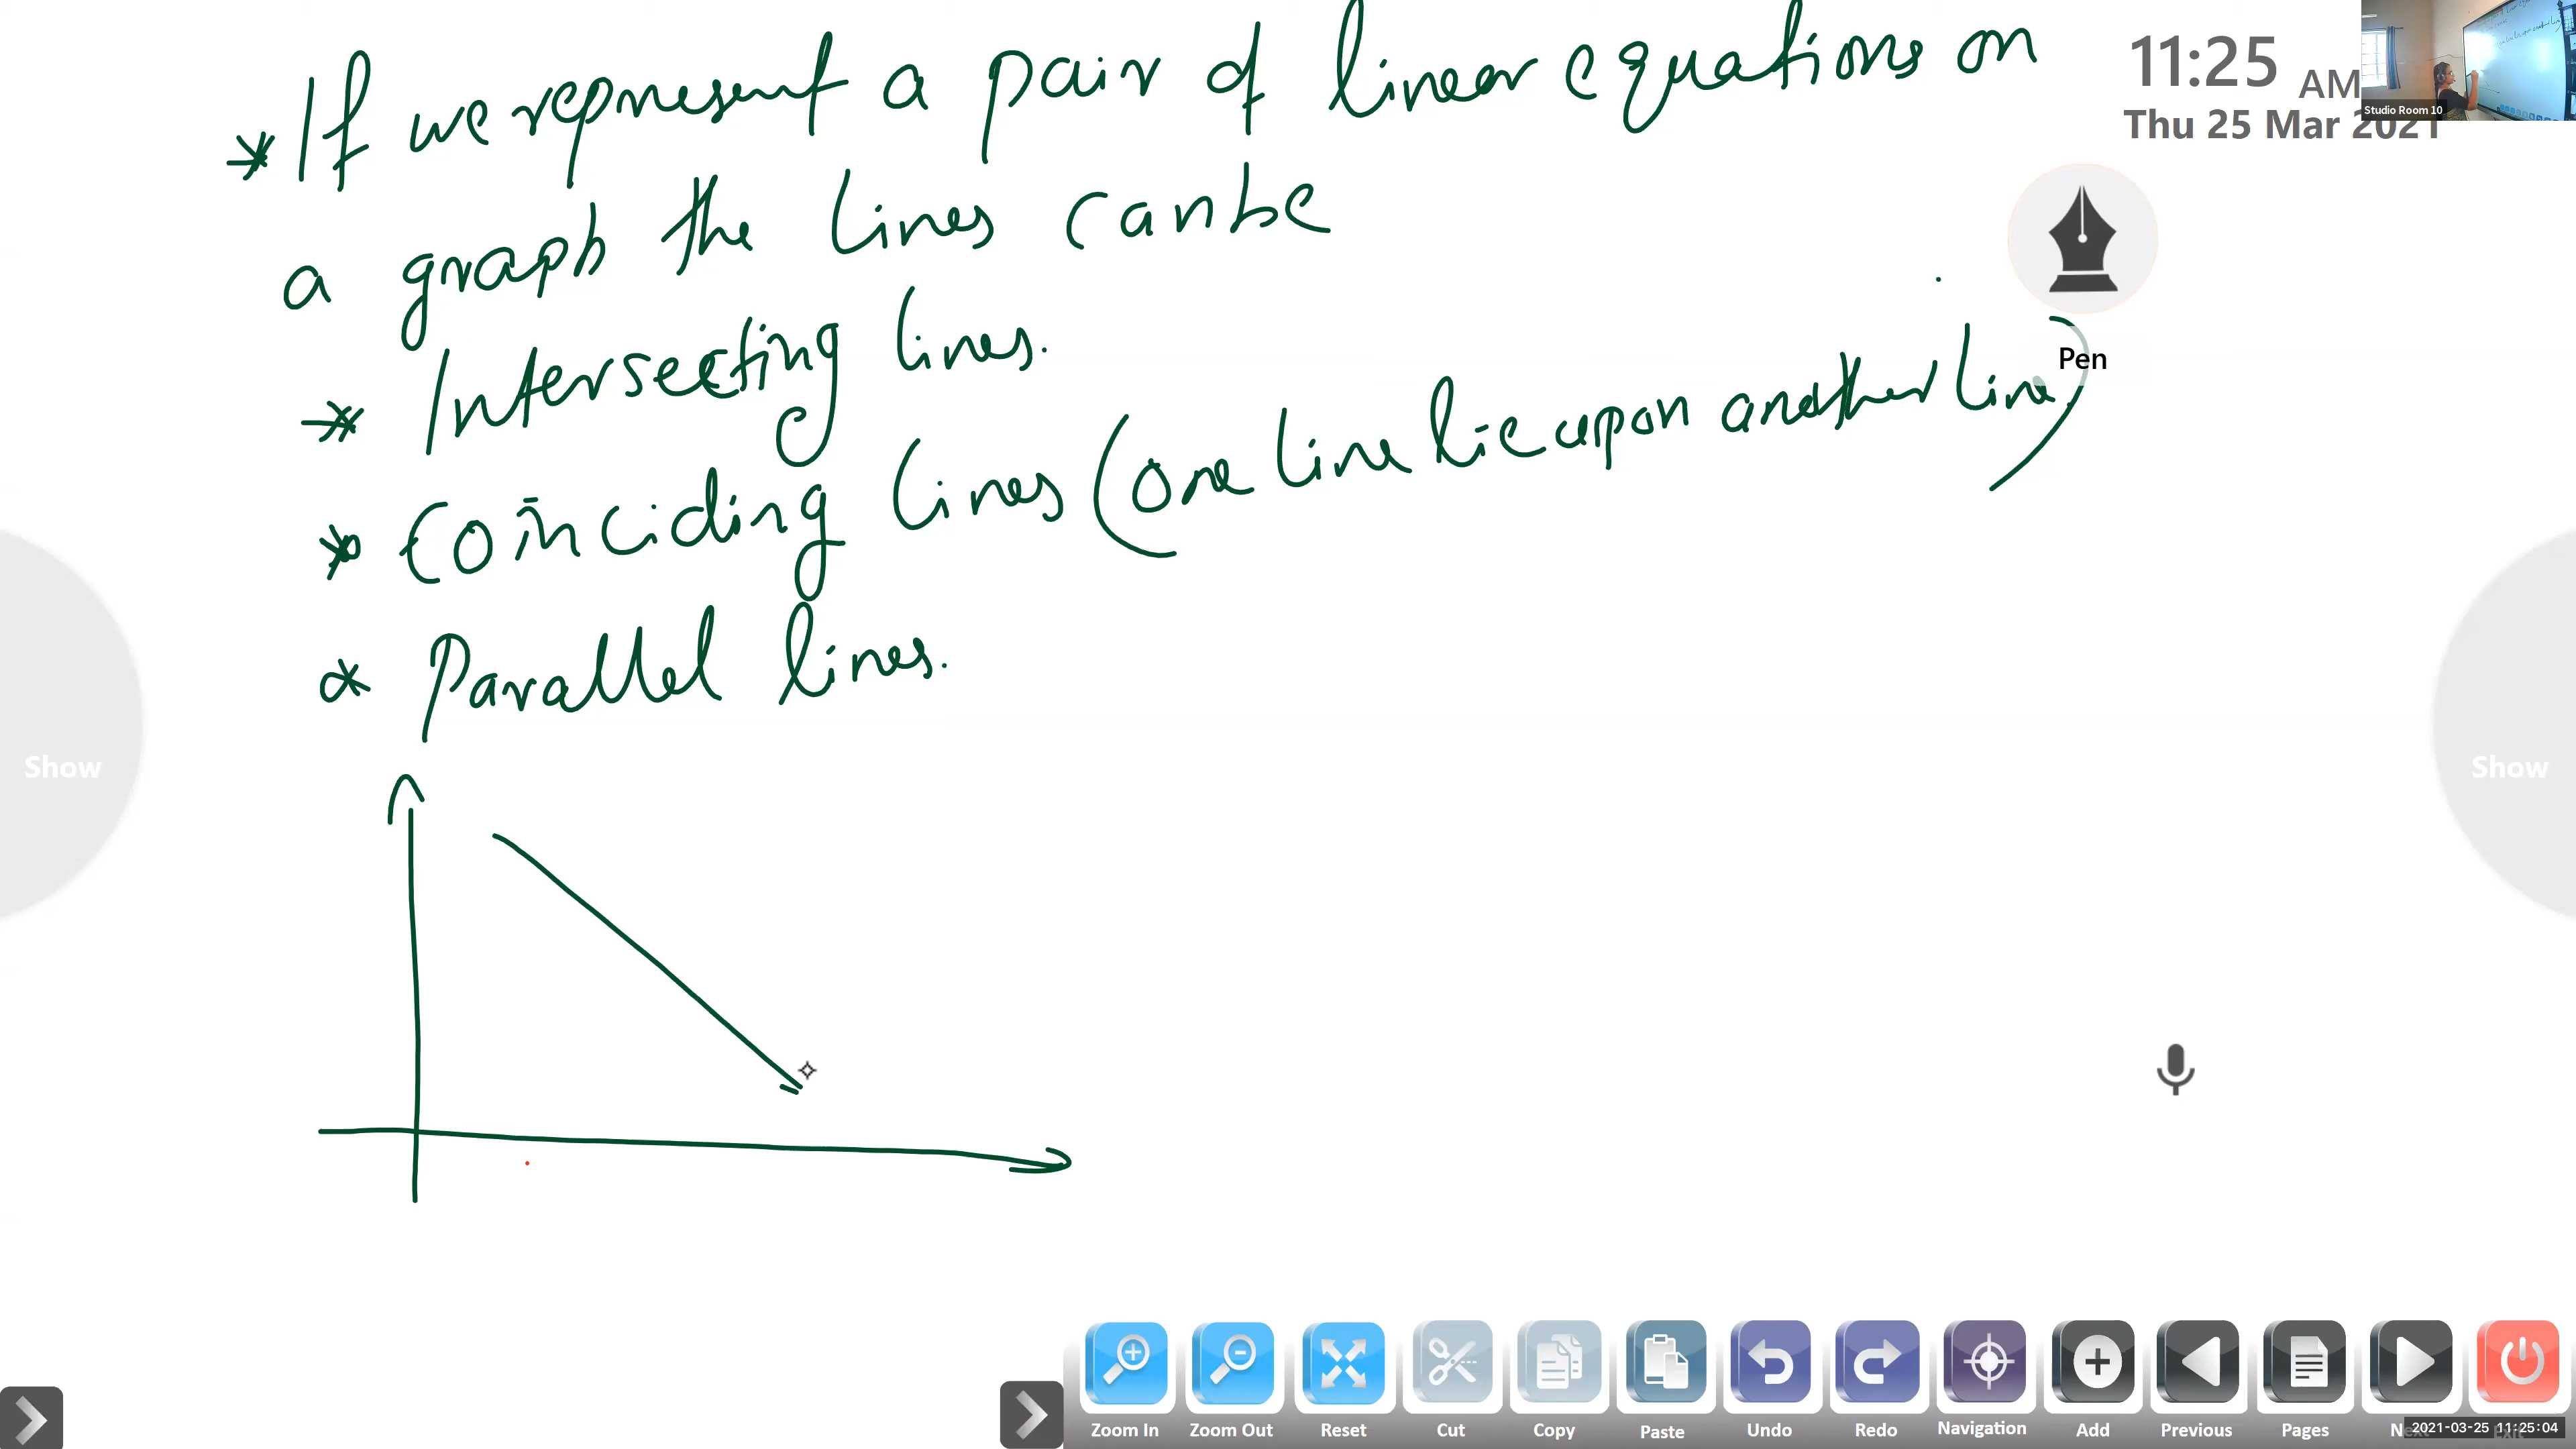 11:25 AM
Thu 25 Mar 2021
Studio Room 10
* If we represent a pair of linear equations on
a graph the lines can be
* Intersecting lines.
* Coinciding lines (one line lie upon another line)
* Parallel lines.
Pen
Show
Show
Zoom In Zoom Out Reset Cut Copy Paste Undo Redo Navigation Add Previous Pages
2021-03-25 11:25:04